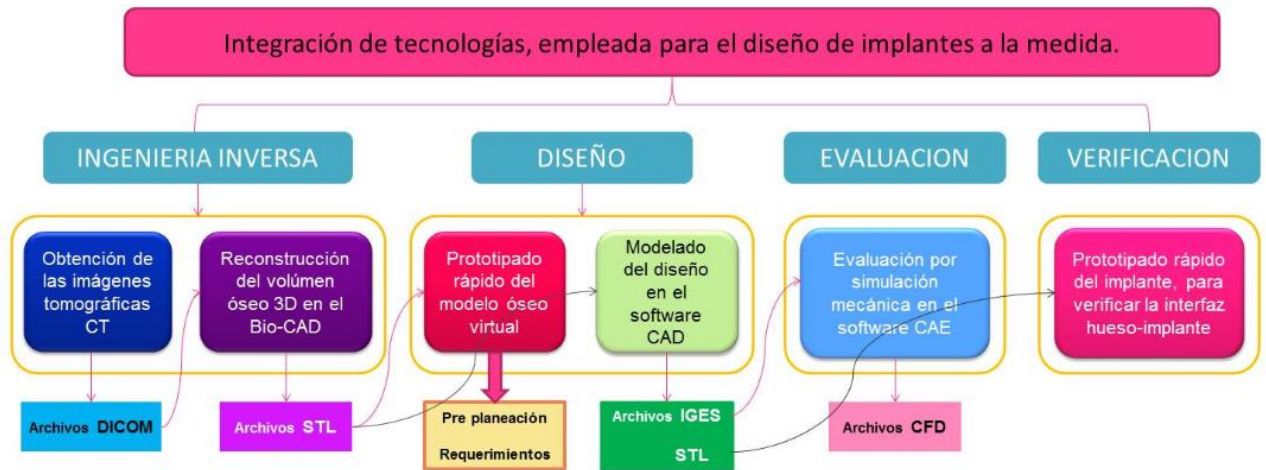 Integración de tecnologías, empleada para el diseño de implantes a la medida.
INGENIERIA INVERSA
DISEÑO
EVALUACION
VERIFICACION
Obtención de
las imágenes
tomográficas
CT
Reconstrucción
del volúmen
óseo 3D en el
Bio-CAD
Prototipado
rápido del
modelo óseo
virtual
Modelado
del diseño
en el
software
CAD
Evaluación por
simulación
mecánica en el
software CAE
Prototipado rápido
del implante, para
verificar la interfaz
hueso-implante
Archivos DICOM
Archivos STL
Pre planeación
Requerimientos
Archivos IGES
STL
Archivos CFD